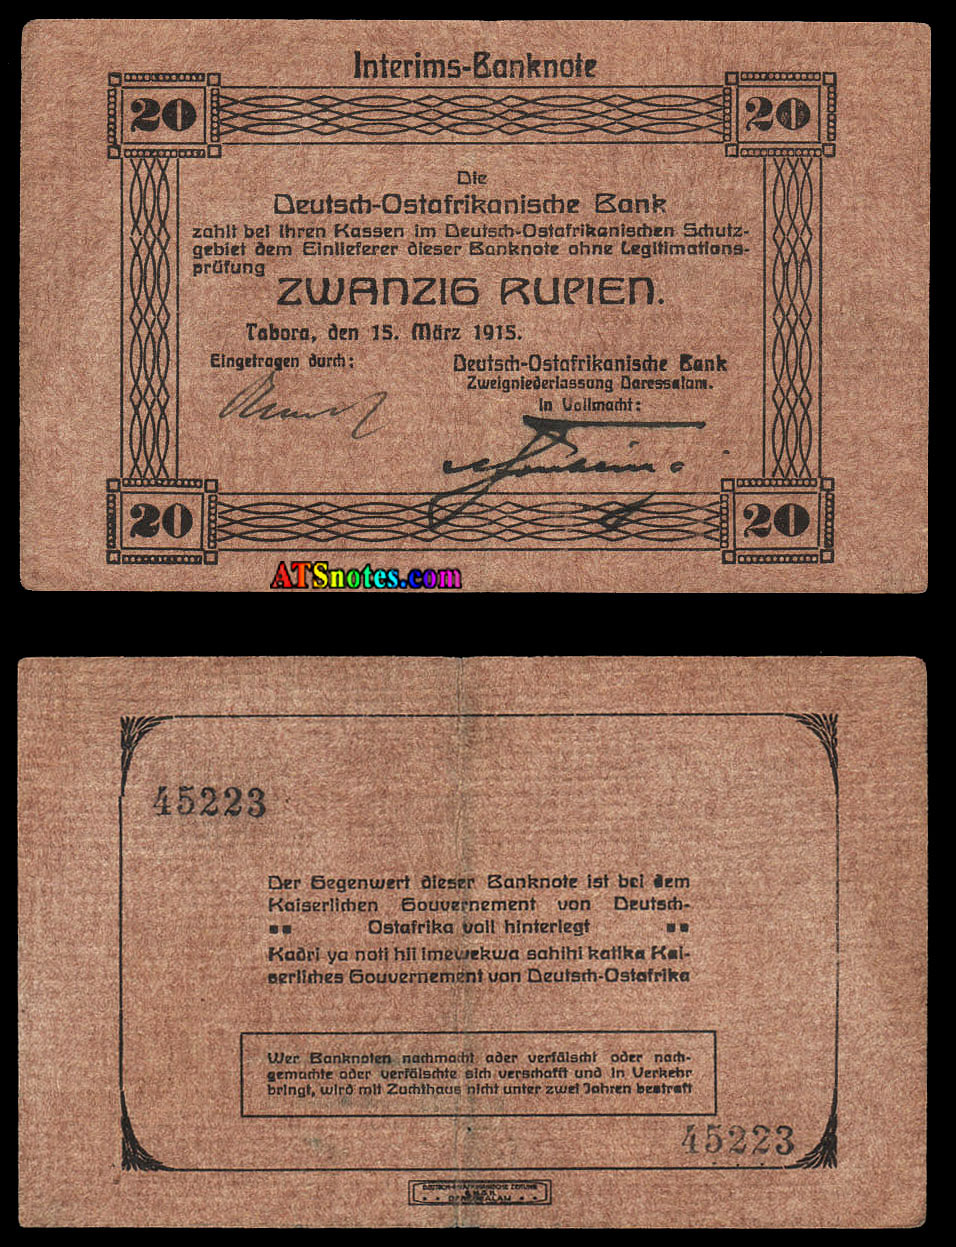 Interims-Banknote
20 20
Die
Deutsch-Ostafrikanische Bank
zahlt bei ihren Kassen im Deutsch-Ostafrikanischen Schutz-
gebiet dem Einlieferer dieser Banknote ohne Legitimations-
prüfung
ZWANZIG RUPIEN.
Tabora, den 15. März 1915.
Eingetragen durch:
Deutsch-Ostafrikanische Bank
Zweigniederlassung Daressalam.
In Vollmacht:
20 20
ATSnotes.com
45223
Der Gegenwert dieser Banknote ist bei dem
Kaiserlichen Gouvernement von Deutsch-
Ostafrika voll hinterlegt
Kadri ya noti hii imewekwa sahihi katika Kai-
serliches Gouvernement von Deutsch-Ostafrika
Wer Banknoten nachmacht oder verfälscht oder nach-
gemachte oder verfälschte sich verschafft und in Verkehr
bringt, wird mit Zuchthaus nicht unter zwei Jahren bestraft
45223
DEUTSCH-OSTAFRIKANISCHE ZEITUNG
G.M.B.H.
DARESSALAM